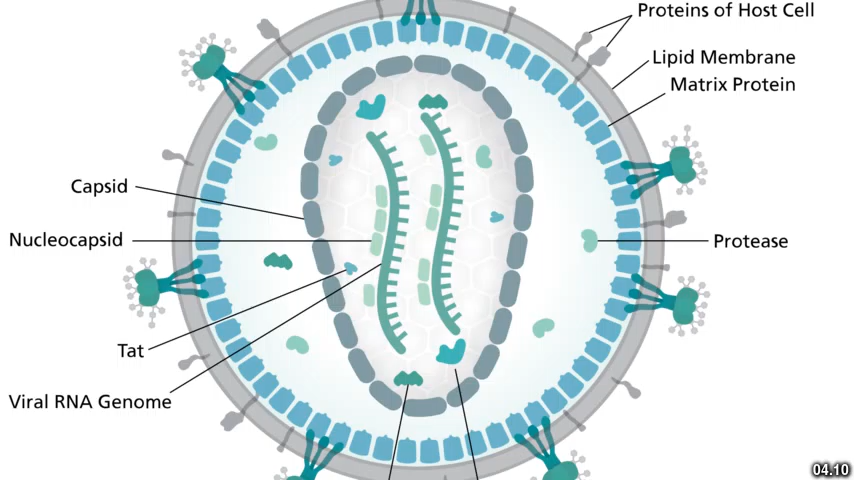 Proteins of Host Cell
Lipid Membrane
Matrix Protein
Capsid
Nucleocapsid
Protease
Tat
Viral RNA Genome
04.10